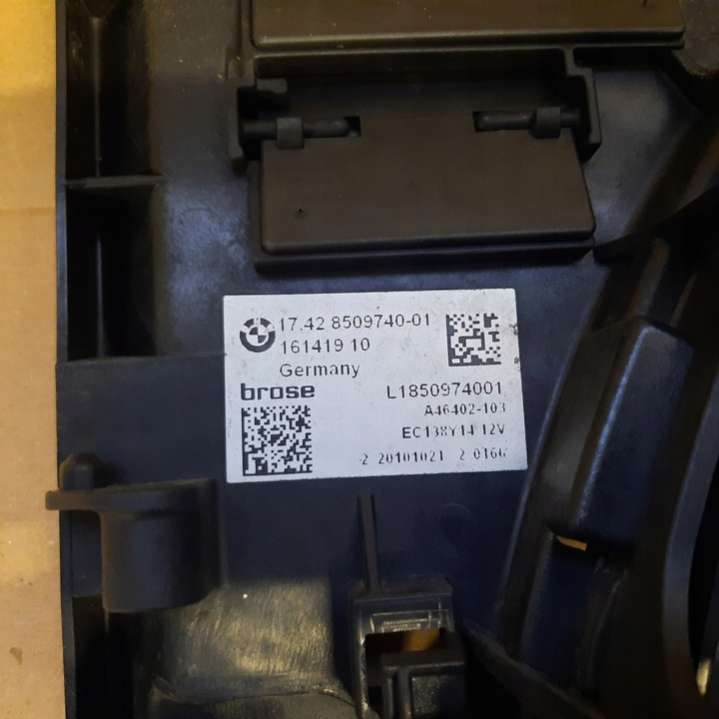 17.42 8509740-01
161419 10
Germany
brose
L1850974001
A46402-103
EC138Y14 12V
2 20101021 2 0166